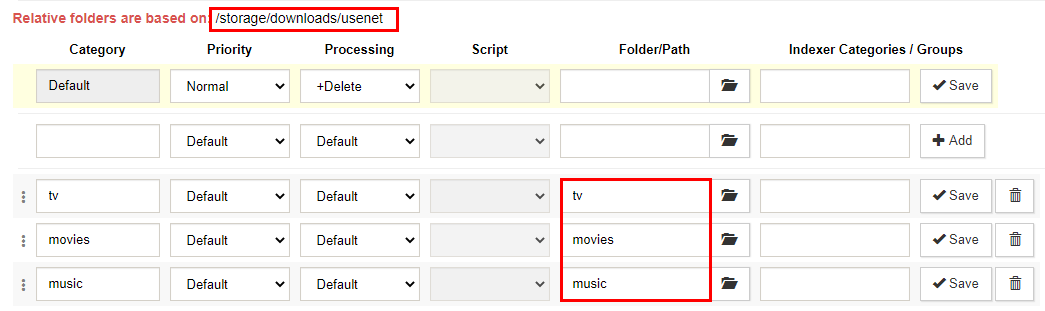 Relative folders are based on: /storage/downloads/usenet
Category Priority Processing Script Folder/Path Indexer Categories / Groups
Default Normal +Delete Save
Default Default Add
tv Default Default tv Save
movies Default Default movies Save
music Default Default music Save